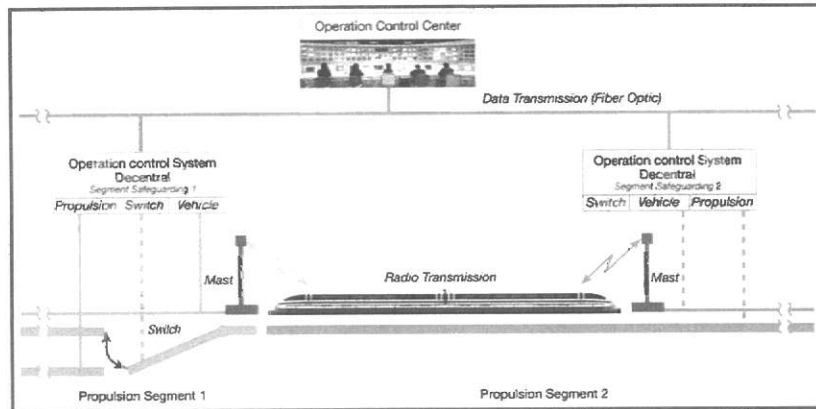 Operation Control Center
Data Transmission (Fiber Optic)
Operation control System
Decentral
Segment Safeguarding 1
Propulsion Switch Vehicle
Operation control System
Decentral
Segment Safeguarding 2
Switch Vehicle Propulsion
Mast
Radio Transmission
Mast
Switch
Propulsion Segment 1
Propulsion Segment 2